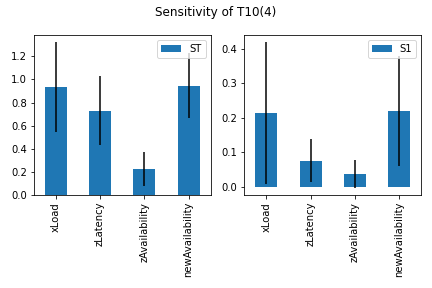 Sensitivity of T10(4)
ST
1.2
1.0
0.8
0.6
0.4
0.2
0.0
xLoad
zLatency
zAvailability
newAvailability
S1
0.4
0.3
0.2
0.1
0.0
xLoad
zLatency
zAvailability
newAvailability